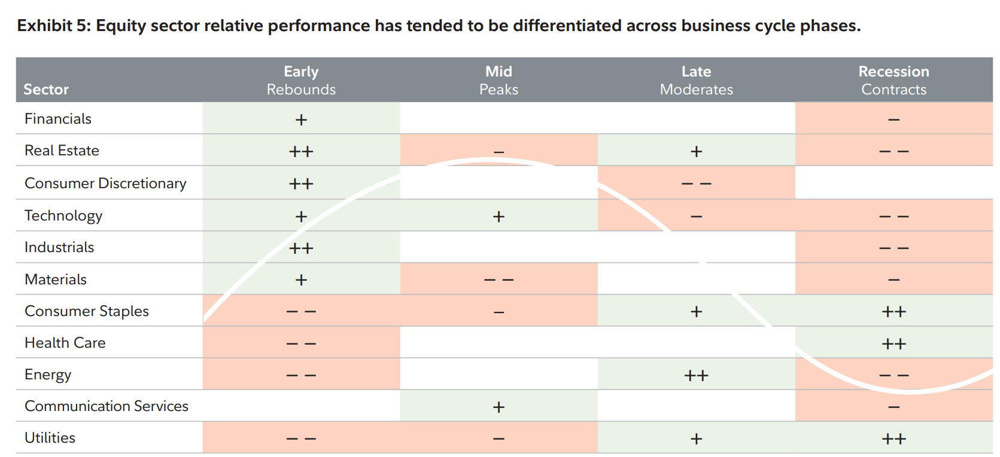 Exhibit 5: Equity sector relative performance has tended to be differentiated across business cycle phases.
Sector Early Rebounds Mid Peaks Late Moderates Recession Contracts
Financials + –
Real Estate ++ – + – –
Consumer Discretionary ++ – –
Technology + + – – –
Industrials ++ – –
Materials + – – –
Consumer Staples – – – + ++
Health Care – – ++
Energy – – ++ – –
Communication Services + –
Utilities – – – + ++